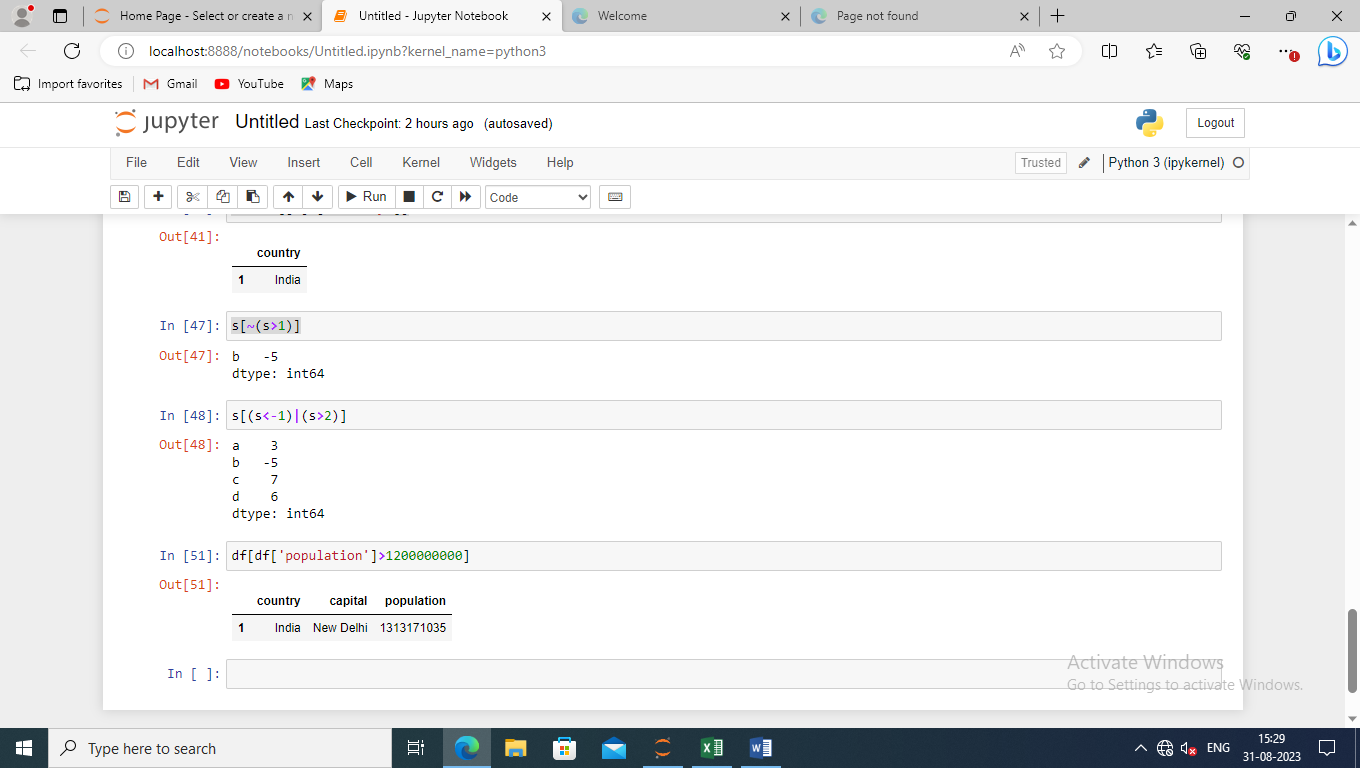 Home Page - Select or create a n
Untitled - Jupyter Notebook
Welcome
Page not found
localhost:8888/notebooks/Untitled.ipynb?kernel_name=python3
Import favorites
Gmail
YouTube
Maps
jupyter Untitled Last Checkpoint: 2 hours ago (autosaved)
Logout
File Edit View Insert Cell Kernel Widgets Help
Trusted
Python 3 (ipykernel)
Run
Code
Out[41]:
country
1 India
In [47]: s[~(s>1)]
Out[47]: b -5
dtype: int64
In [48]: s[(s<-1)|(s>2)]
Out[48]: a 3
b -5
c 7
d 6
dtype: int64
In [51]: df[df['population']>1200000000]
Out[51]:
country capital population
1 India New Delhi 1313171035
In [ ]:
Activate Windows
Go to Settings to activate Windows.
Type here to search
ENG
15:29
31-08-2023